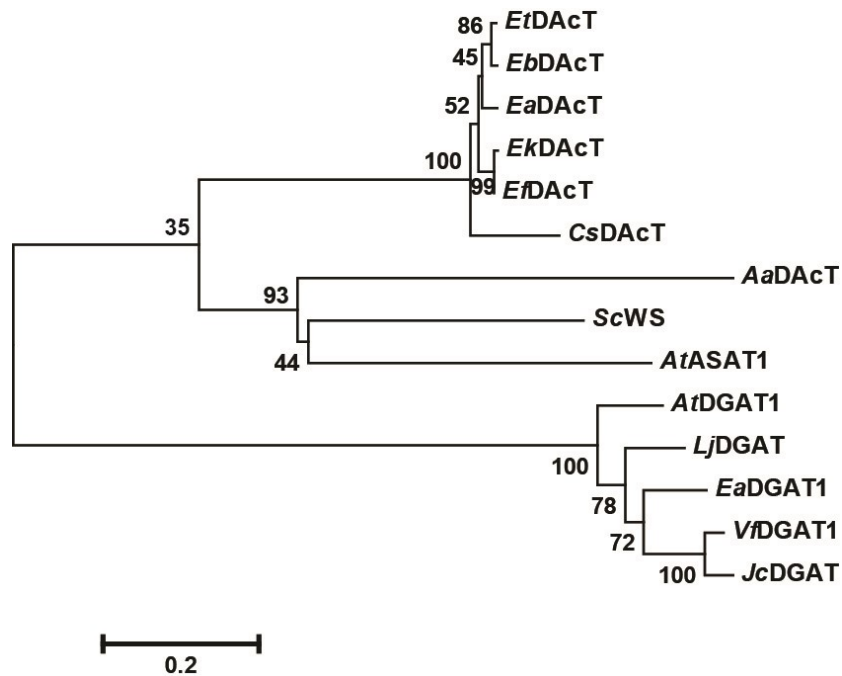 86
EtDAcT
45
EbDAcT
52
EaDAcT
EkDAcT
100
99
EfDAcT
35
CsDAcT
AaDAcT
93
ScWS
44
AtASAT1
AtDGAT1
100
LjDGAT
78
EaDGAT1
72
VfDGAT1
100
JcDGAT
0.2